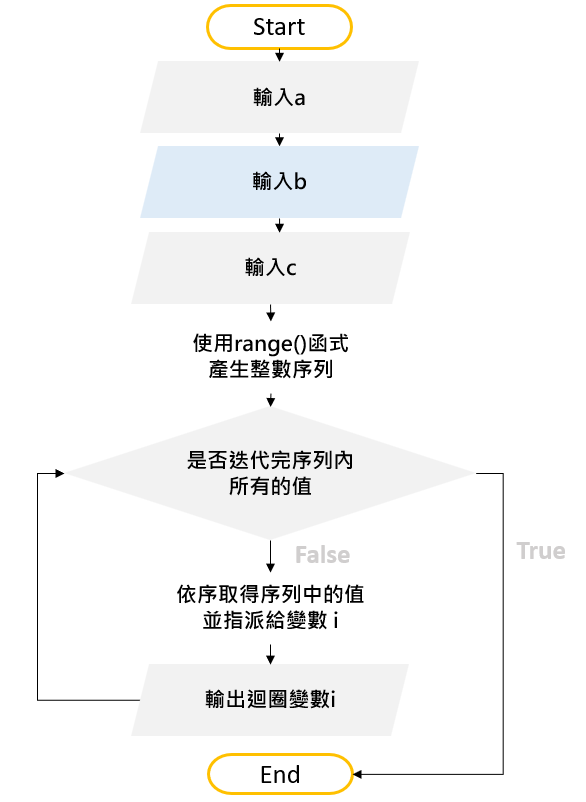 Start
輸入a
輸入b
輸入c
使用range()函式
產生整數序列
是否迭代完序列內
所有的值
False
True
依序取得序列中的值
並指派給變數 i
輸出迴圈變數i
End